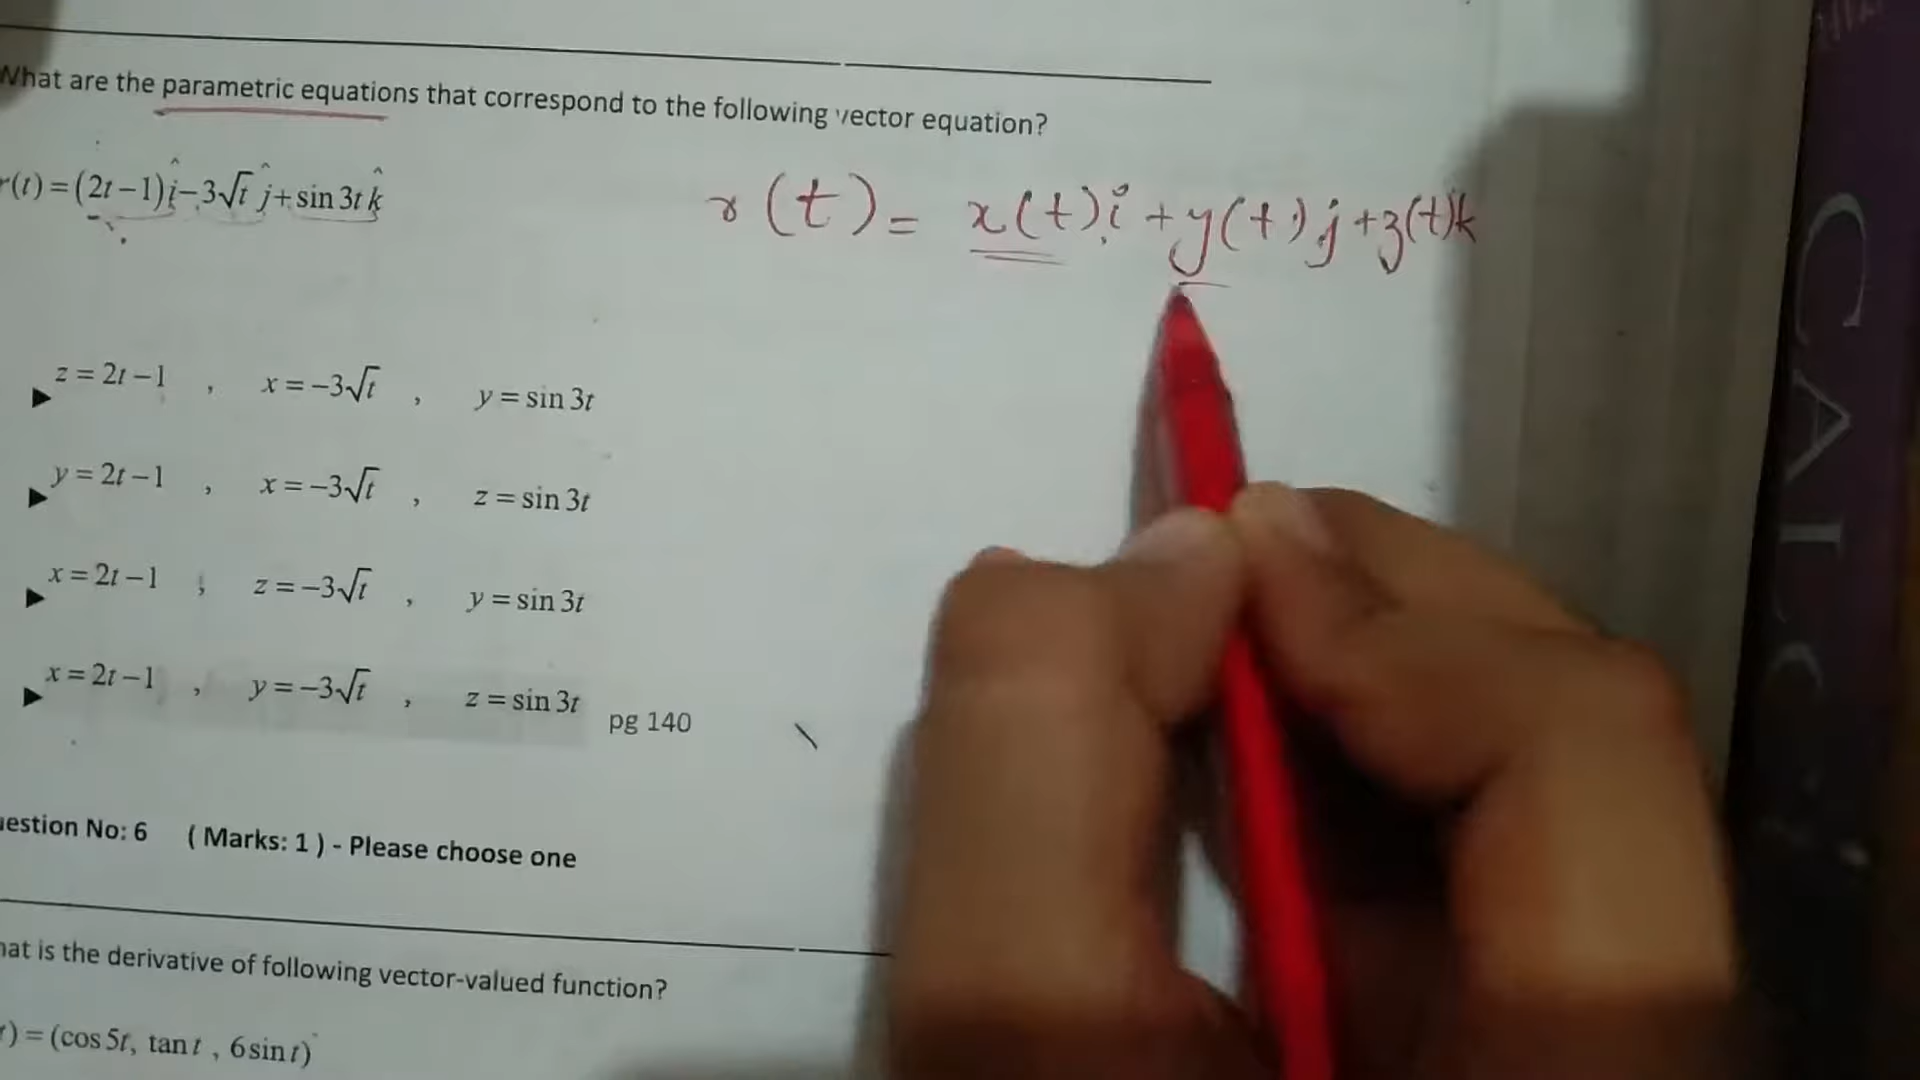 What are the parametric equations that correspond to the following vector equation?
r(t) = (2t − 1)î − 3√t ĵ + sin 3t k̂
r(t) = x(t)i + y(t)j + z(t)k
▶ z = 2t − 1 , x = −3√t , y = sin 3t
▶ y = 2t − 1 , x = −3√t , z = sin 3t
▶ x = 2t − 1 , z = −3√t , y = sin 3t
▶ x = 2t − 1 , y = −3√t , z = sin 3t pg 140
uestion No: 6 ( Marks: 1 ) - Please choose one
hat is the derivative of following vector-valued function?
t) = (cos 5t, tan t , 6 sin t)
CALC